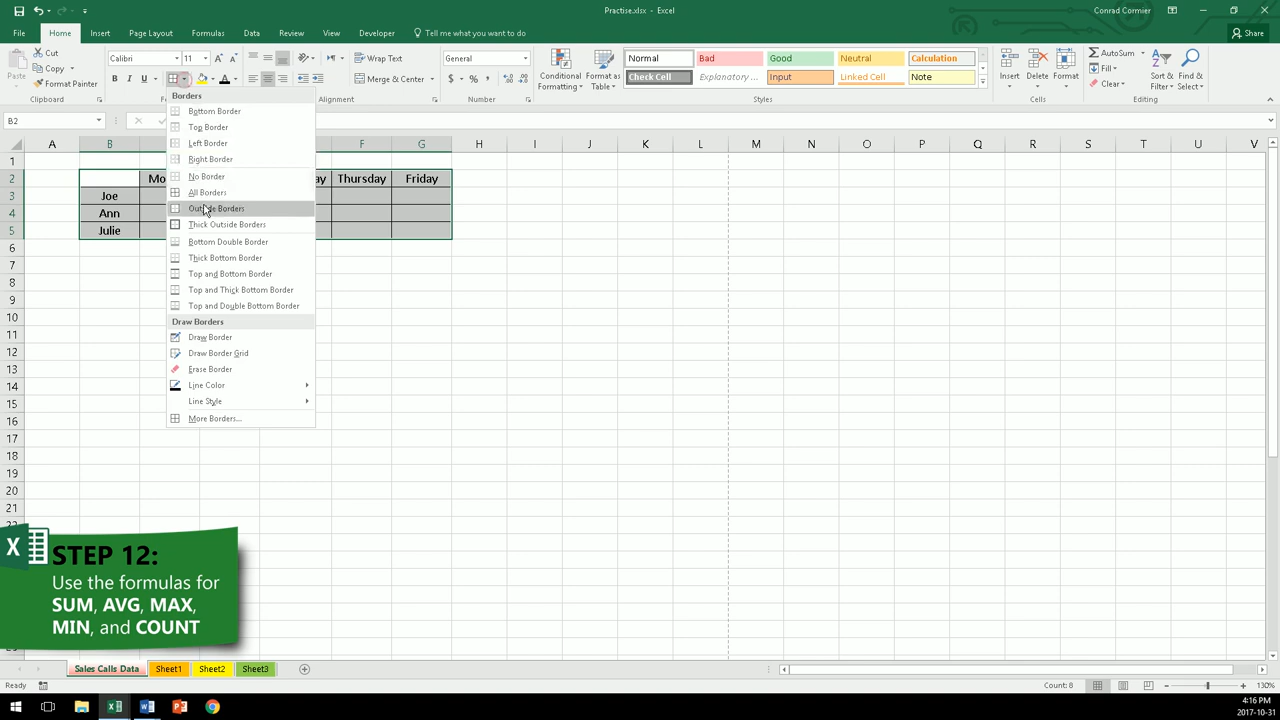 Practise.xlsx - Excel
Conrad Cormier
File Home Insert Page Layout Formulas Data Review View Developer Tell me what you want to do
Share
Cut
Copy
Format Painter
Clipboard
Calibri 11
B I U
Wrap Text
Merge & Center
Alignment
General
$ % ,
Number
Conditional Formatting
Format as Table
Normal Bad Good Neutral Calculation
Check Cell Explanatory ... Input Linked Cell Note
Styles
Insert Delete Format
Cells
AutoSum
Fill
Clear
Sort & Filter
Find & Select
Editing
B2
Borders
Bottom Border
Top Border
Left Border
Right Border
No Border
All Borders
Outside Borders
Thick Outside Borders
Bottom Double Border
Thick Bottom Border
Top and Bottom Border
Top and Thick Bottom Border
Top and Double Bottom Border
Draw Borders
Draw Border
Draw Border Grid
Erase Border
Line Color
Line Style
More Borders...
A B F G H I J K L M N O P Q R S T U V
1
2 Mo ay Thursday Friday
3 Joe
4 Ann
5 Julie
6
7
8
9
10
11
12
13
14
15
16
17
18
19
20
21
X
STEP 12:
Use the formulas for
SUM, AVG, MAX,
MIN, and COUNT
Sales Calls Data Sheet1 Sheet2 Sheet3
Ready
Count: 8
130%
4:16 PM
2017-10-31